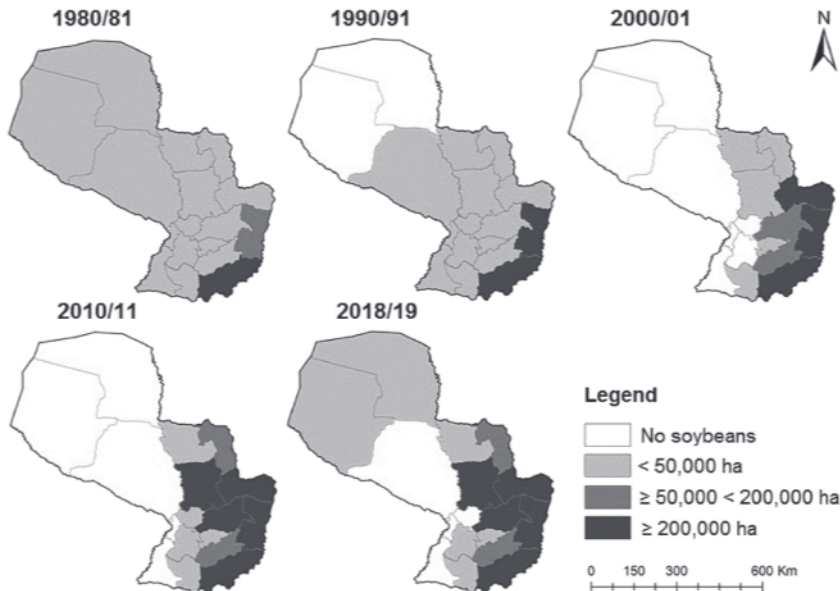 1980/81
1990/91
2000/01
N
2010/11
2018/19
Legend
No soybeans
< 50,000 ha
≥ 50,000 < 200,000 ha
≥ 200,000 ha
0 150 300 600 Km